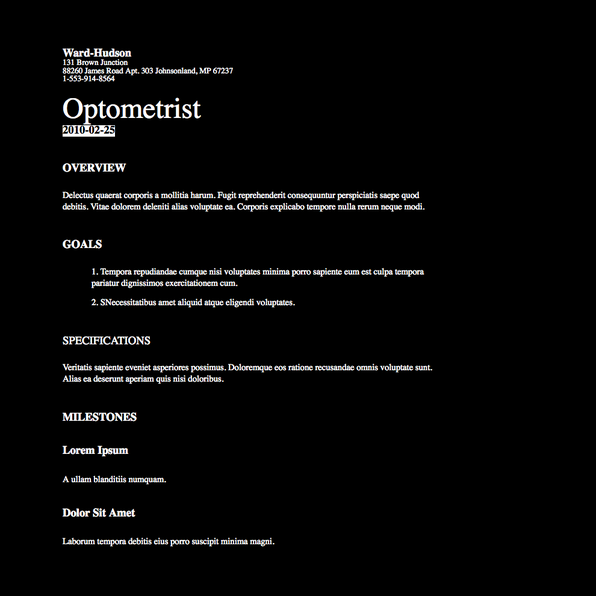 Ward-Hudson
131 Brown Junction
88260 James Road Apt. 303 Johnsonland, MP 67237
1-553-914-8564
Optometrist
2010-02-25
OVERVIEW
Delectus quaerat corporis a mollitia harum. Fugit reprehenderit consequuntur perspiciatis saepe quod
debitis. Vitae dolorem deleniti alias voluptate ea. Corporis explicabo tempore nulla rerum neque modi.
GOALS
1. Tempora repudiandae cumque nisi voluptates minima porro sapiente eum est culpa tempora
pariatur dignissimos exercitationem cum.
2. SNecessitatibus amet aliquid atque eligendi voluptates.
SPECIFICATIONS
Veritatis sapiente eveniet asperiores possimus. Doloremque eos ratione recusandae omnis voluptate sunt.
Alias ea deserunt aperiam quis nisi doloribus.
MILESTONES
Lorem Ipsum
A ullam blanditiis numquam.
Dolor Sit Amet
Laborum tempora debitis eius porro suscipit minima magni.